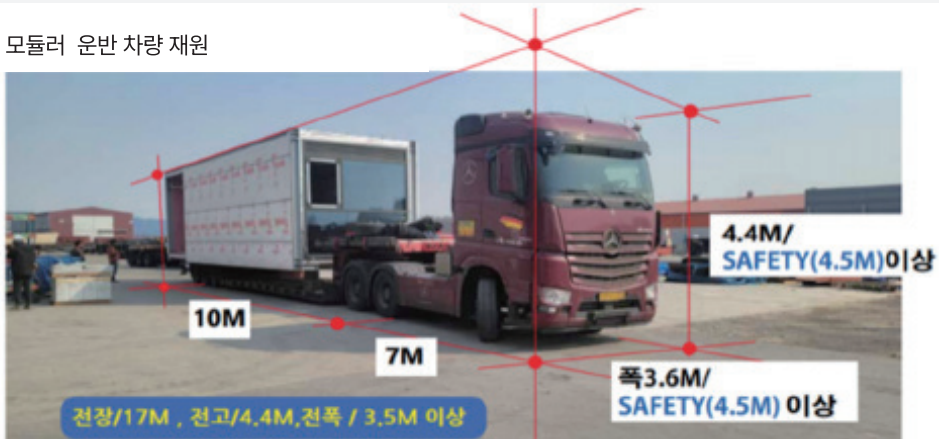 모듈러 운반 차량 재원
4.4M/
SAFETY(4.5M)이상
10M
7M
폭3.6M/
SAFETY(4.5M) 이상
전장/17M , 전고/4.4M,전폭 / 3.5M 이상